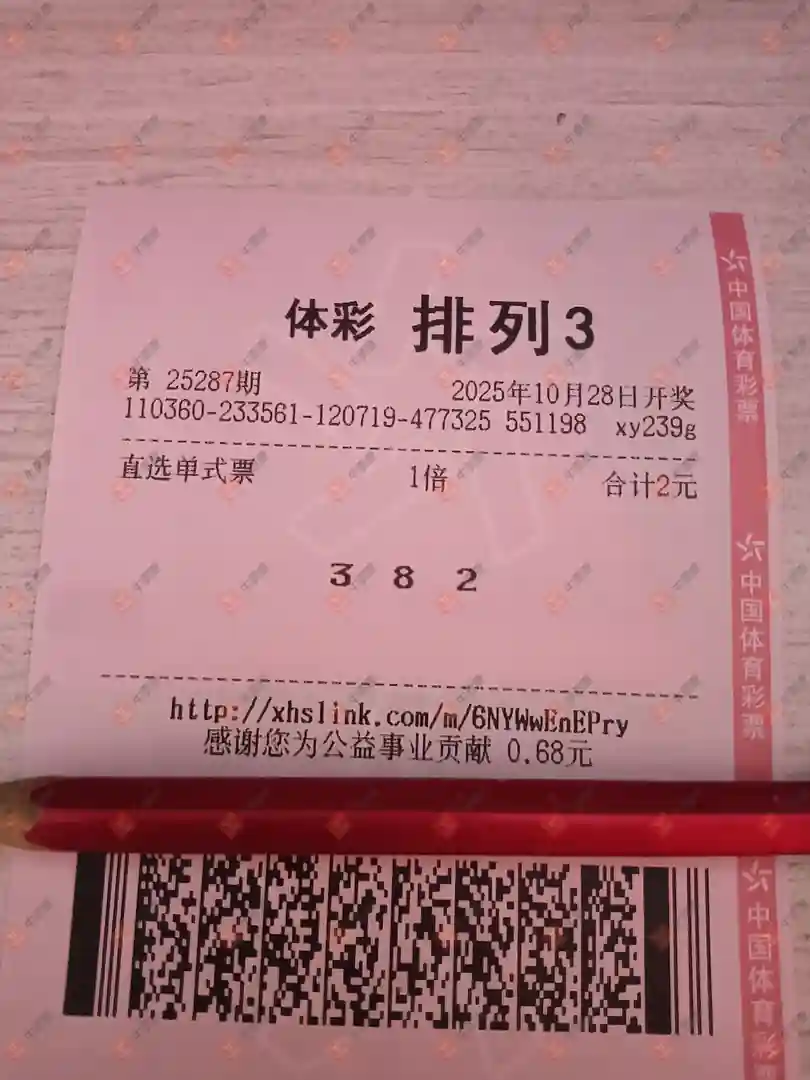 体彩 排列3
第 25287期 2025年10月28日开奖
110360-233561-120719-477325 551198 xy239g
直选单式票 1倍 合计2元
3 8 2
http://xhslink.com/m/6NYWwEnEPry
感谢您为公益事业贡献 0.68元
中国体育彩票
中国体育彩票
中国体育彩